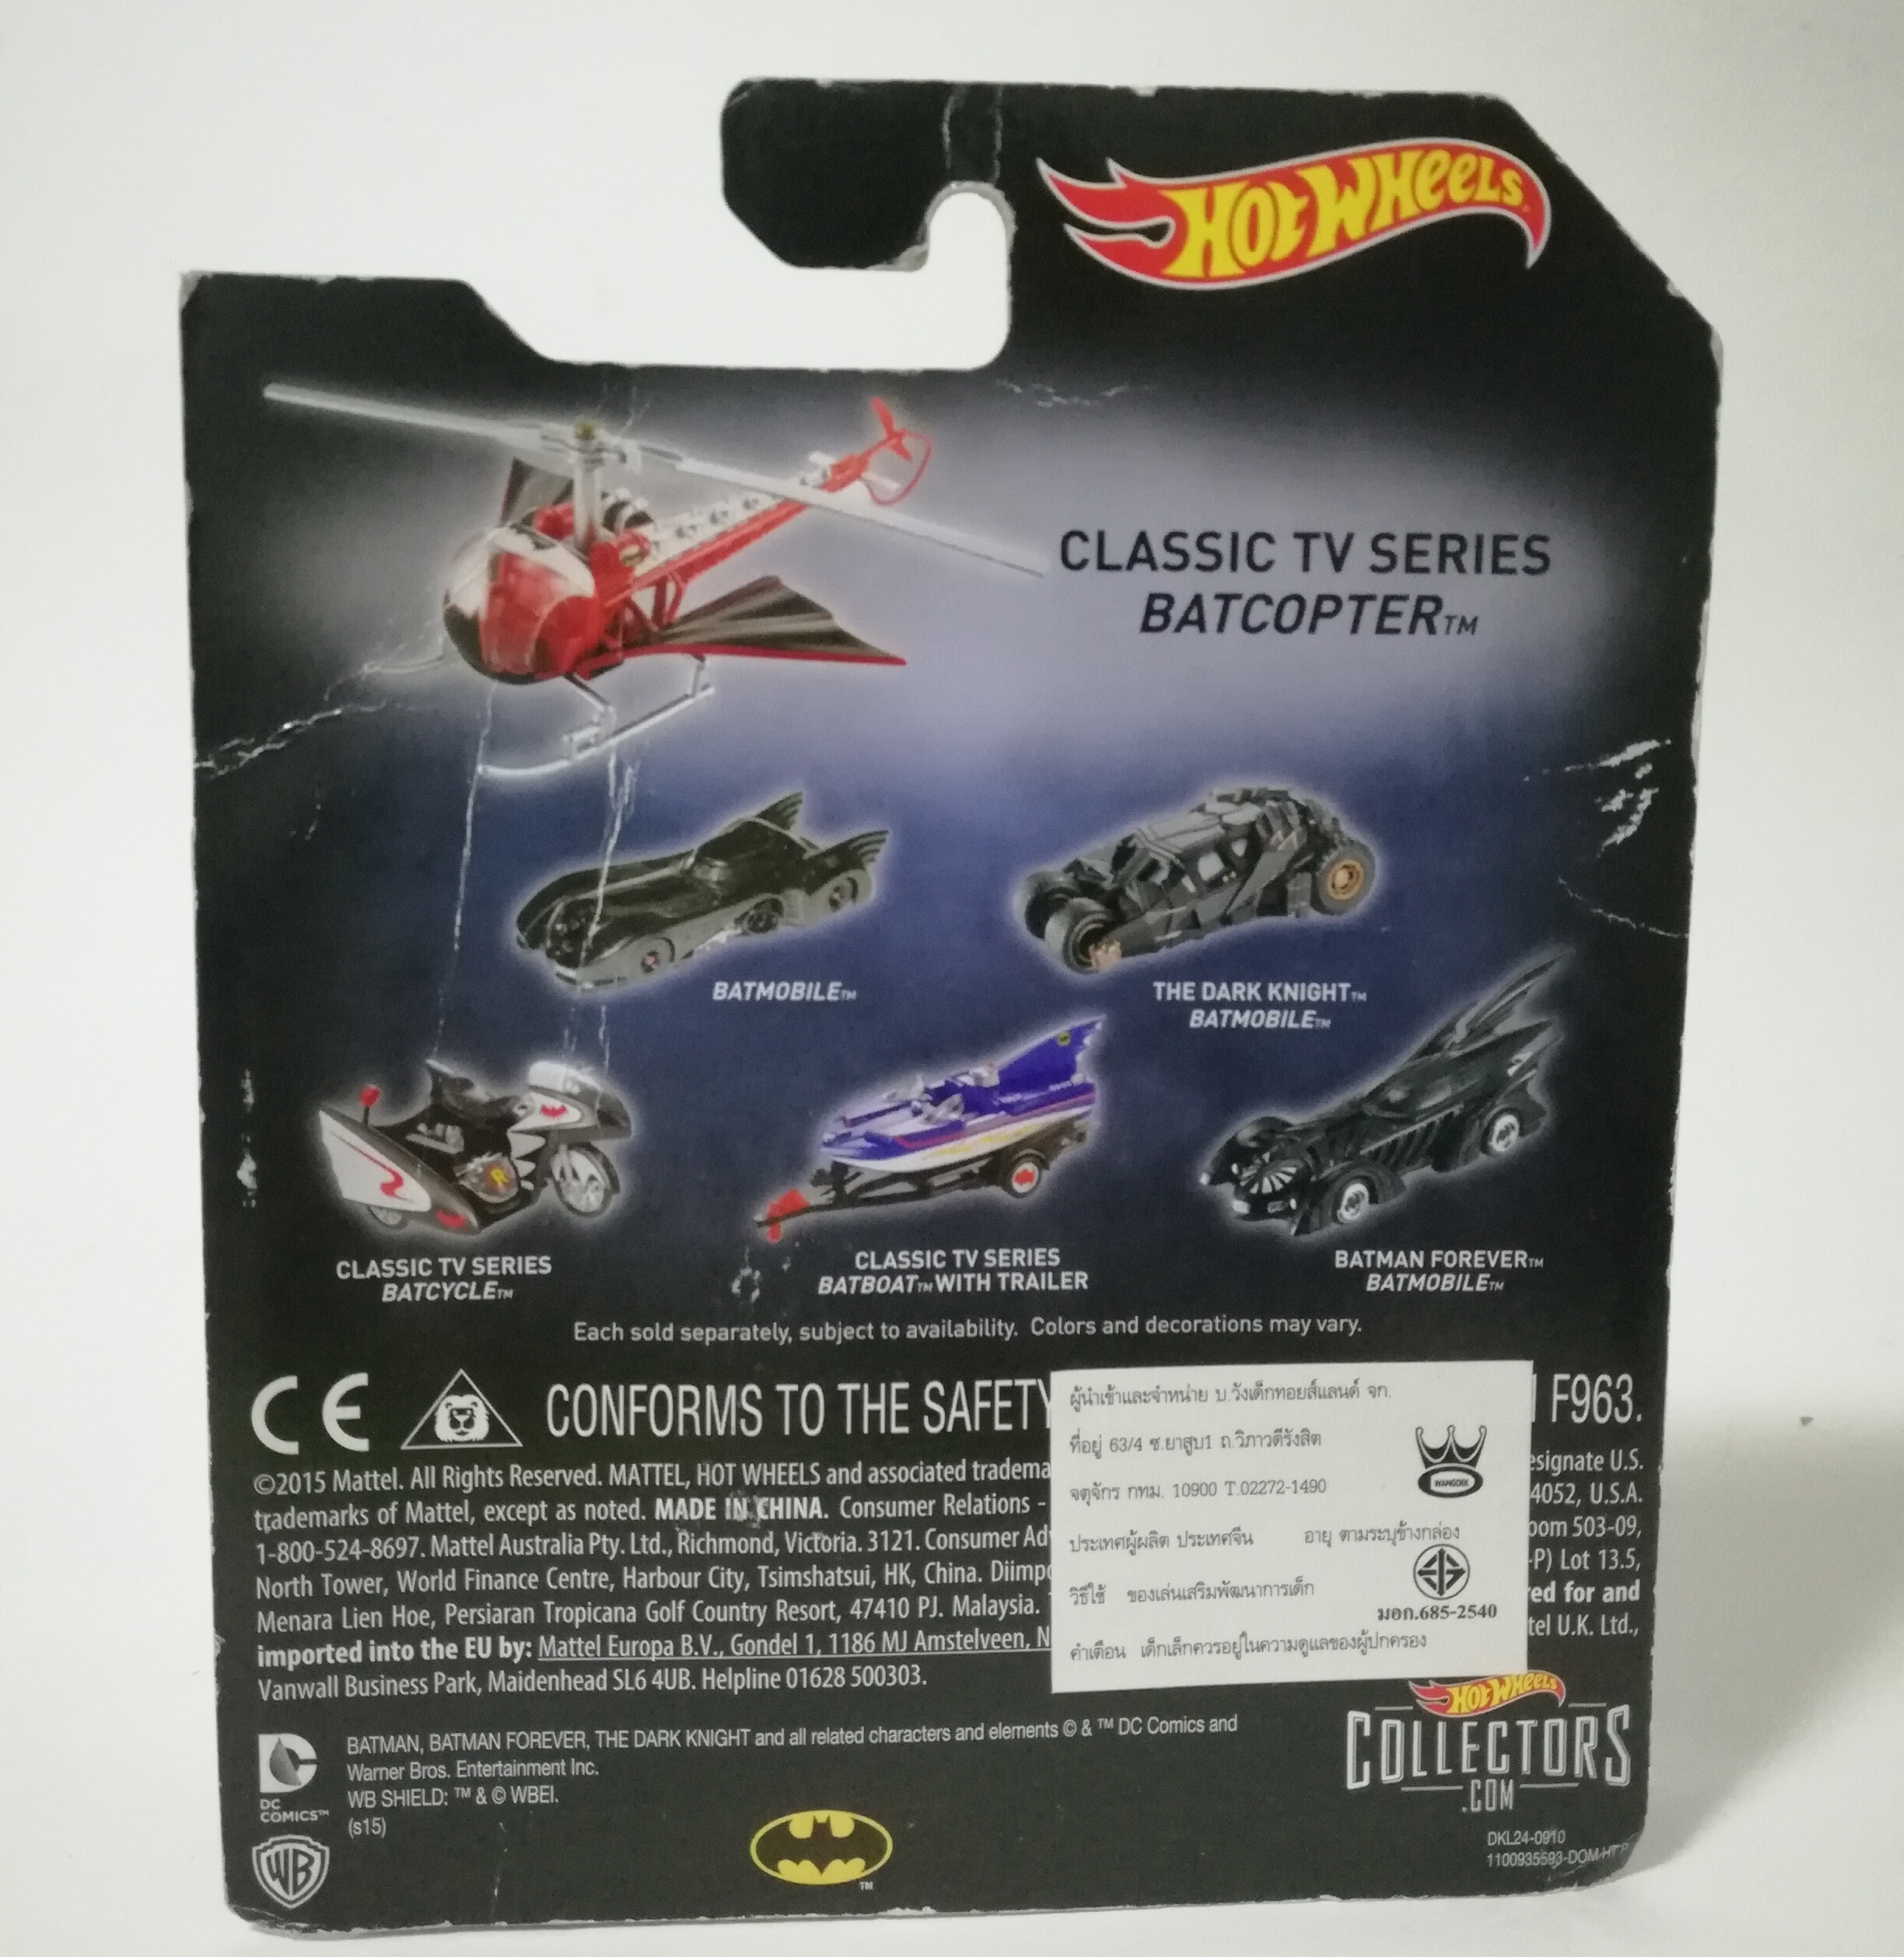 HOT WHEELS
CLASSIC TV SERIES
BATCOPTER™
BATMOBILE™
THE DARK KNIGHT™
BATMOBILE™
CLASSIC TV SERIES
BATCYCLE™
CLASSIC TV SERIES
BATBOAT™ WITH TRAILER
BATMAN FOREVER™
BATMOBILE™
Each sold separately, subject to availability. Colors and decorations may vary.
CE CONFORMS TO THE SAFETY F963.
©2015 Mattel. All Rights Reserved. MATTEL, HOT WHEELS and associated designate U.S.
trademarks of Mattel, except as noted. MADE IN CHINA. Consumer Relations - 4052, U.S.A.
1-800-524-8697. Mattel Australia Pty. Ltd., Richmond, Victoria. 3121. Consumer 503-09,
North Tower, World Finance Centre, Harbour City, Tsimshatsui, HK, China. -P) Lot 13.5,
Menara Lien Hoe, Persiaran Tropicana Golf Country Resort, 47410 PJ. Malaysia. for and
imported into the EU by: Mattel Europa B.V., Gondel 1, 1186 MJ Amstelveen, U.K. Ltd.,
Vanwall Business Park, Maidenhead SL6 4UB. Helpline 01628 500303.
ผู้นำเข้าและจำหน่าย บ.วังเด็กทอยส์แลนด์ จก.
ที่อยู่ 63/4 ซ.ยาสูบ1 ถ.วิภาวดีรังสิต
จตุจักร กทม. 10900 T.02272-1490
WANGDEK
ประเทศผู้ผลิต ประเทศจีน อายุ ตามระบุข้างกล่อง
วิธีใช้ ของเล่นเสริมพัฒนาการเด็ก
มอก.685-2540
คำเตือน เด็กเล็กควรอยู่ในความดูแลของผู้ปกครอง
HOT WHEELS
COLLECTORS
.COM
DC
COMICS™
BATMAN, BATMAN FOREVER, THE DARK KNIGHT and all related characters and elements © & ™ DC Comics and
Warner Bros. Entertainment Inc.
WB SHIELD: ™ & © WBEI.
(s15)
WB
TM
DKL24-0910
1100935593-DOM